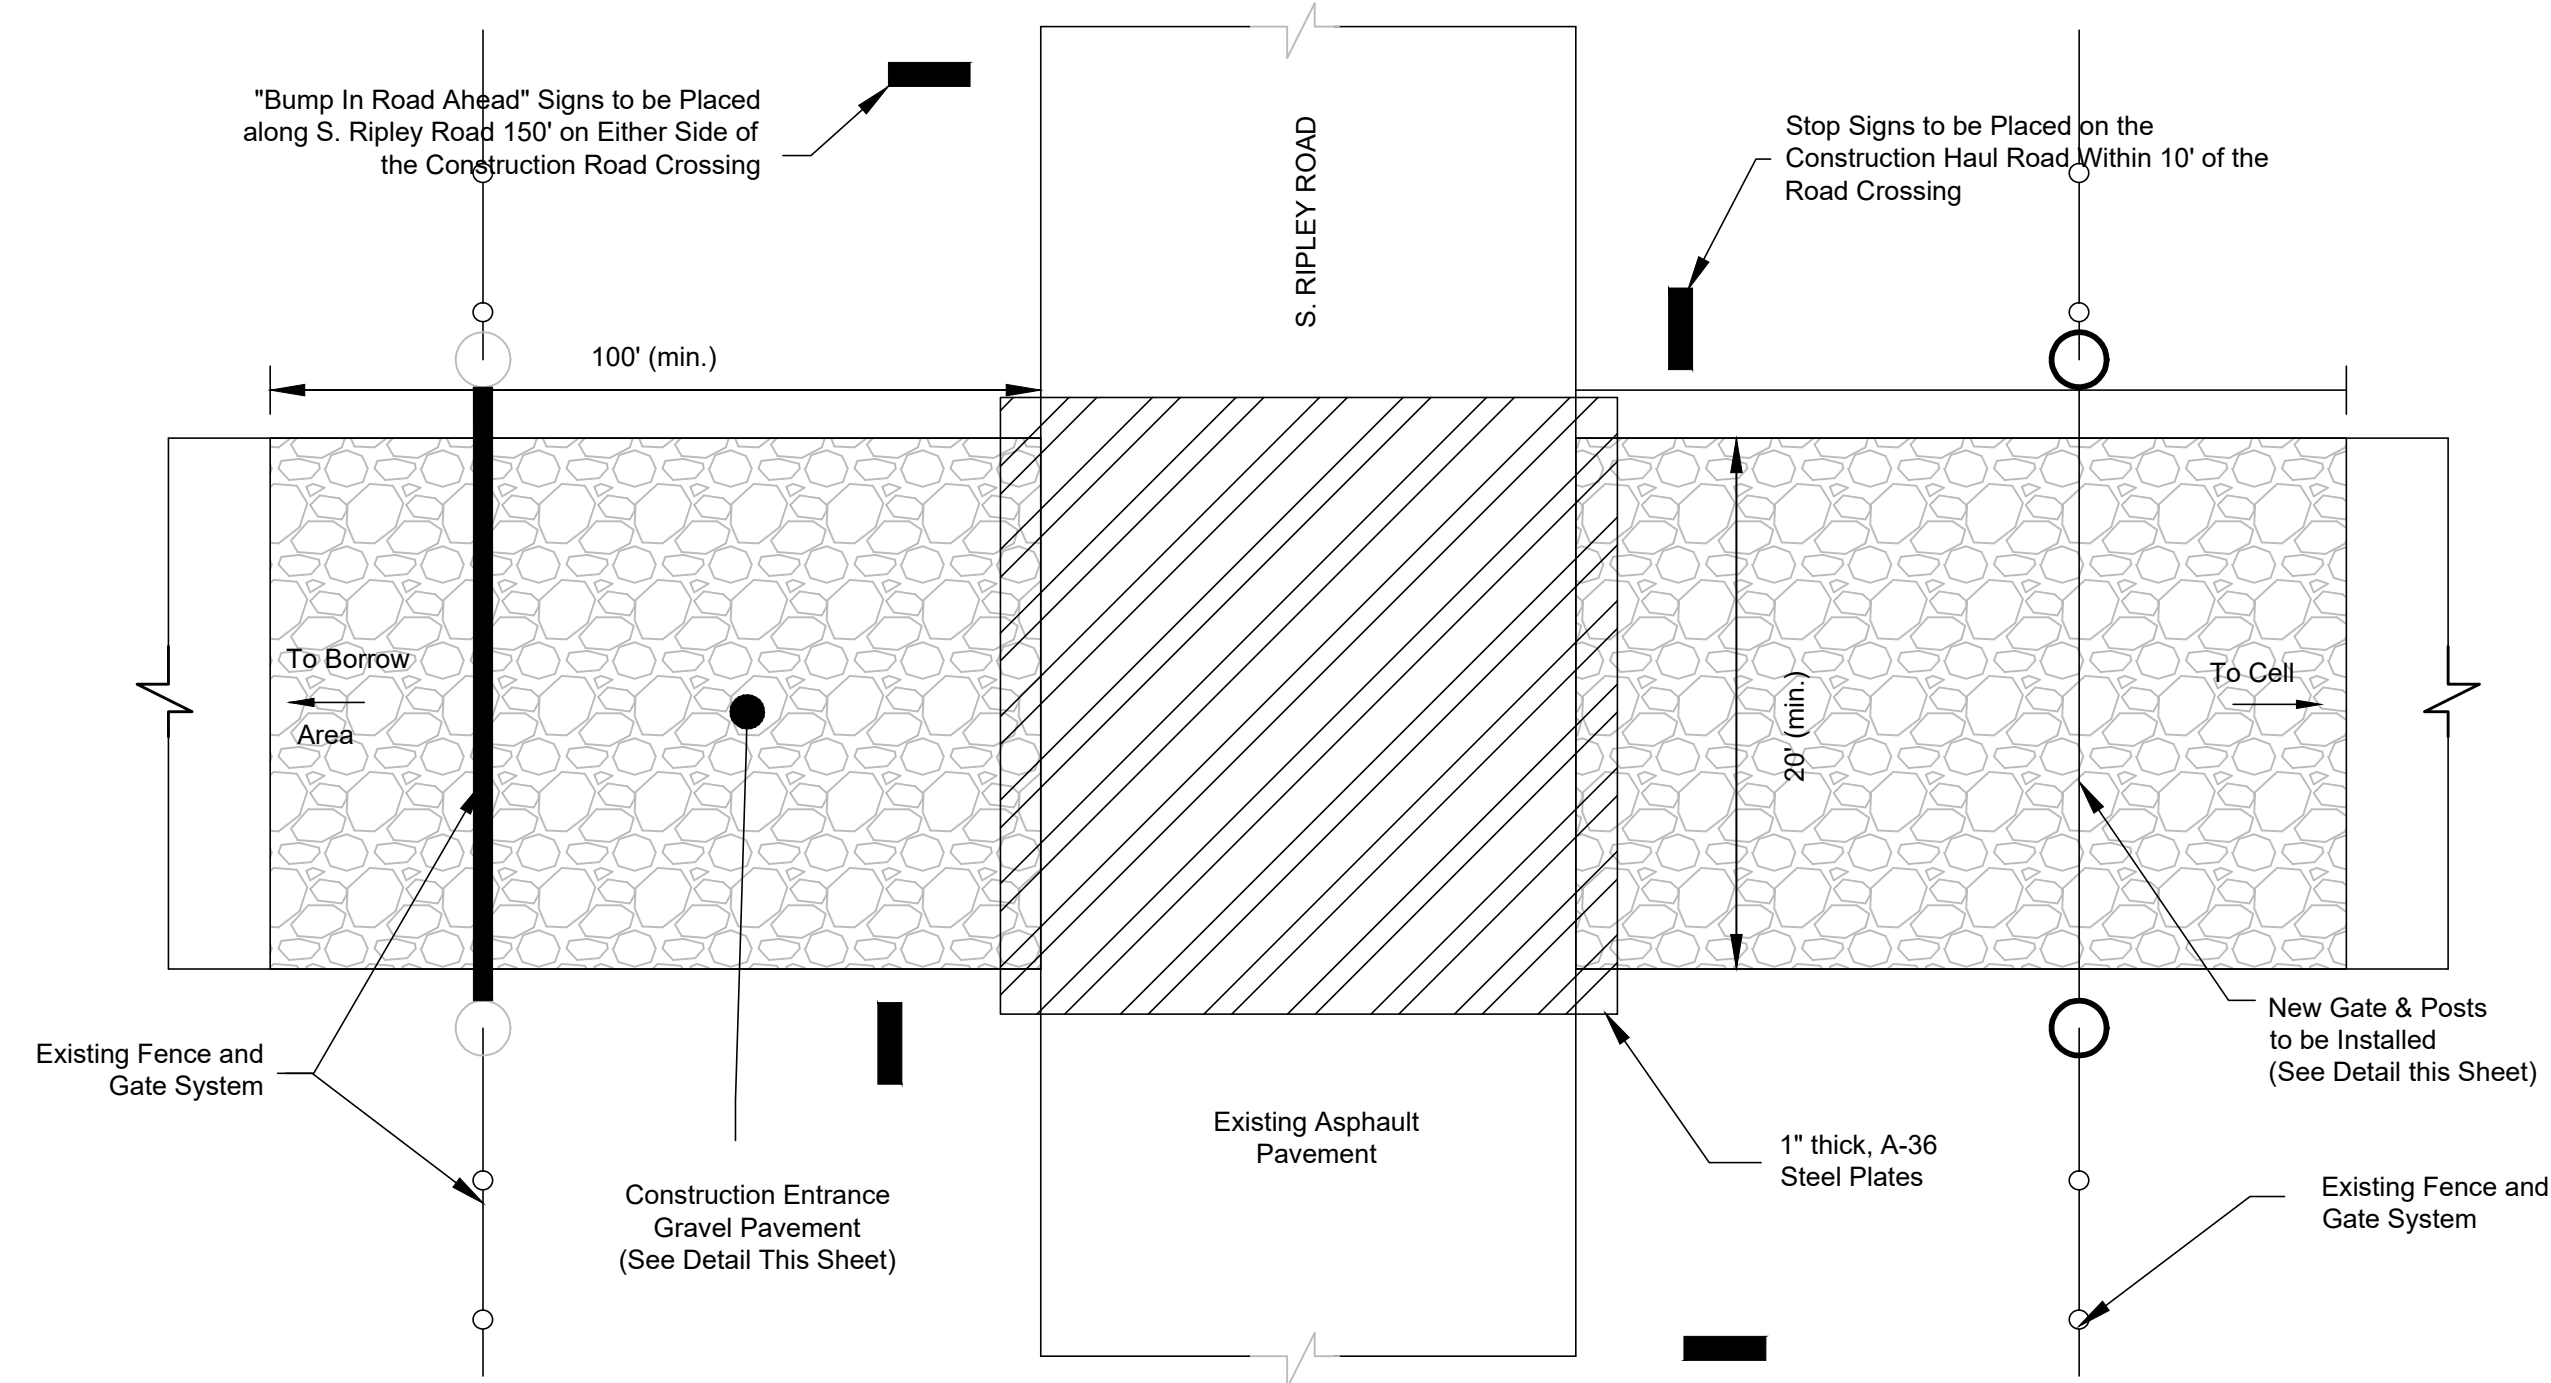 "Bump In Road Ahead" Signs to be Placed
along S. Ripley Road 150' on Either Side of
the Construction Road Crossing
S. RIPLEY ROAD
Stop Signs to be Placed on the
Construction Haul Road Within 10' of the
Road Crossing
100' (min.)
To Borrow
Area
20' (min.)
To Cell
Existing Fence and
Gate System
Construction Entrance
Gravel Pavement
(See Detail This Sheet)
Existing Asphault
Pavement
1" thick, A-36
Steel Plates
New Gate & Posts
to be Installed
(See Detail this Sheet)
Existing Fence and
Gate System